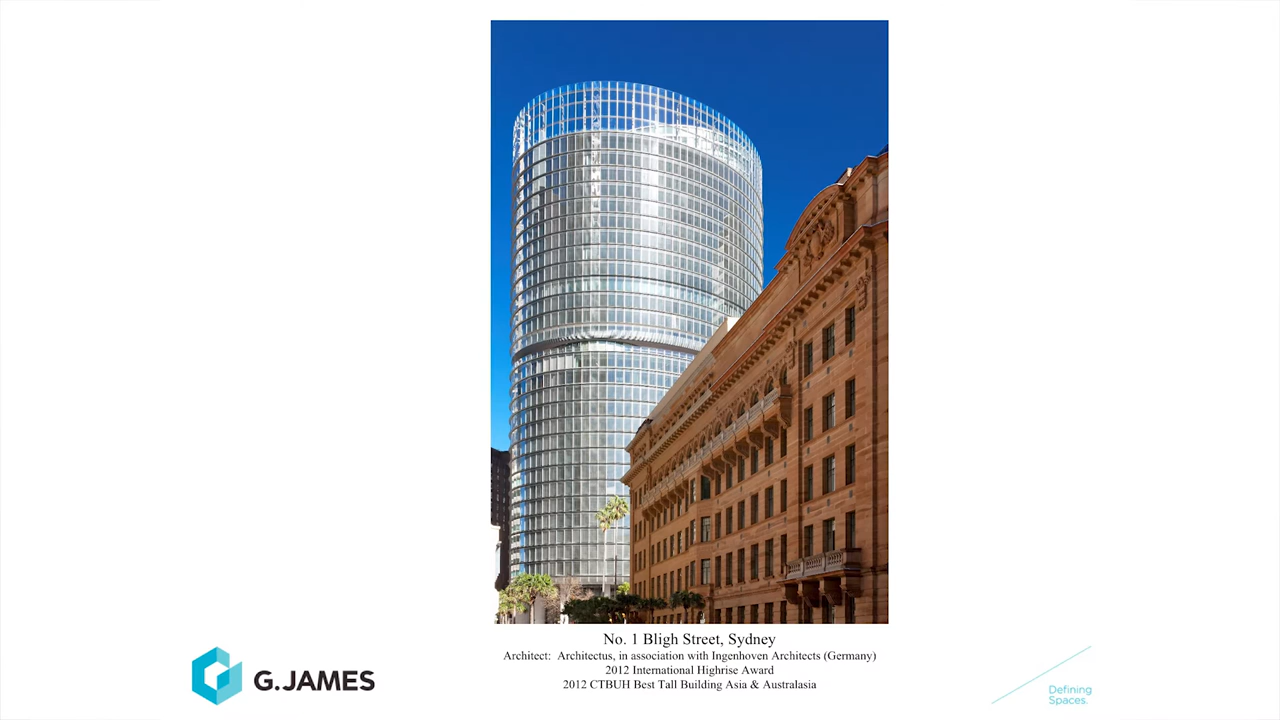 No. 1 Bligh Street, Sydney
Architect: Architectus, in association with Ingenhoven Architects (Germany)
2012 International Highrise Award
2012 CTBUH Best Tall Building Asia & Australasia
G.JAMES
Defining
Spaces.